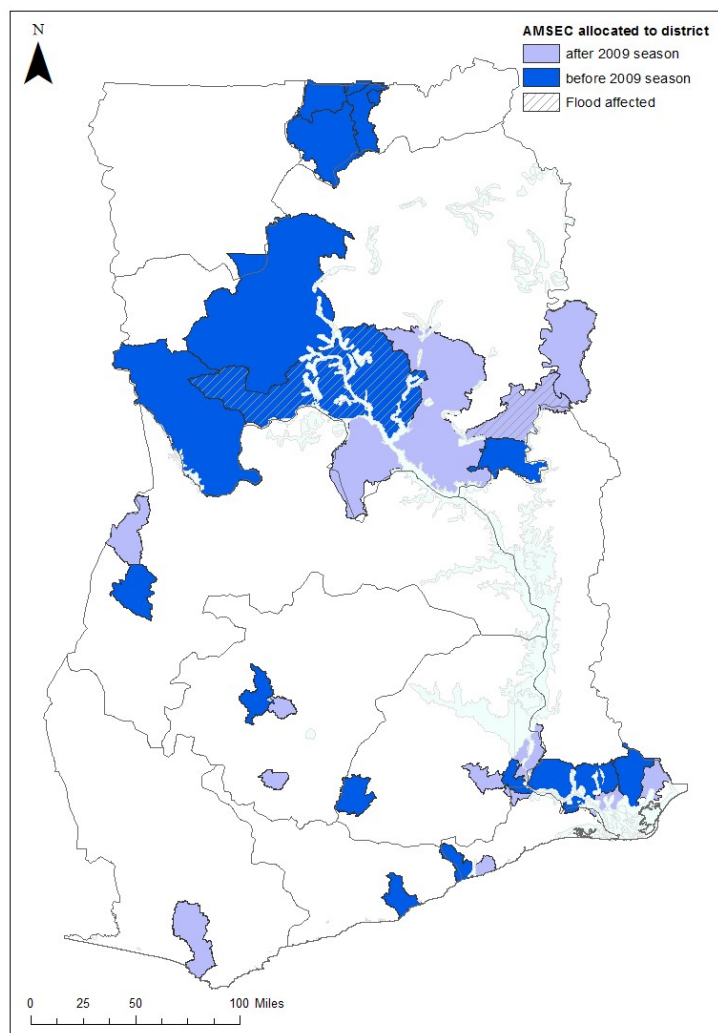 N
AMSEC allocated to district
after 2009 season
before 2009 season
Flood affected
0 25 50 100 Miles